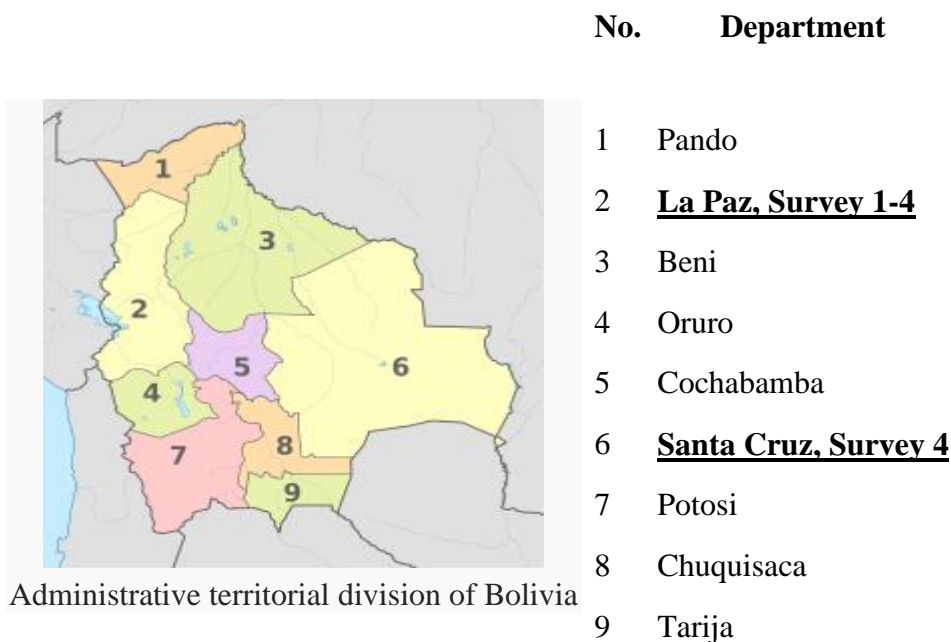 No. Department
1 Pando
2 La Paz, Survey 1-4
3 Beni
4 Oruro
5 Cochabamba
6 Santa Cruz, Survey 4
7 Potosi
8 Chuquisaca
9 Tarija
1
3
2
5
6
4
8
7
9
Administrative territorial division of Bolivia